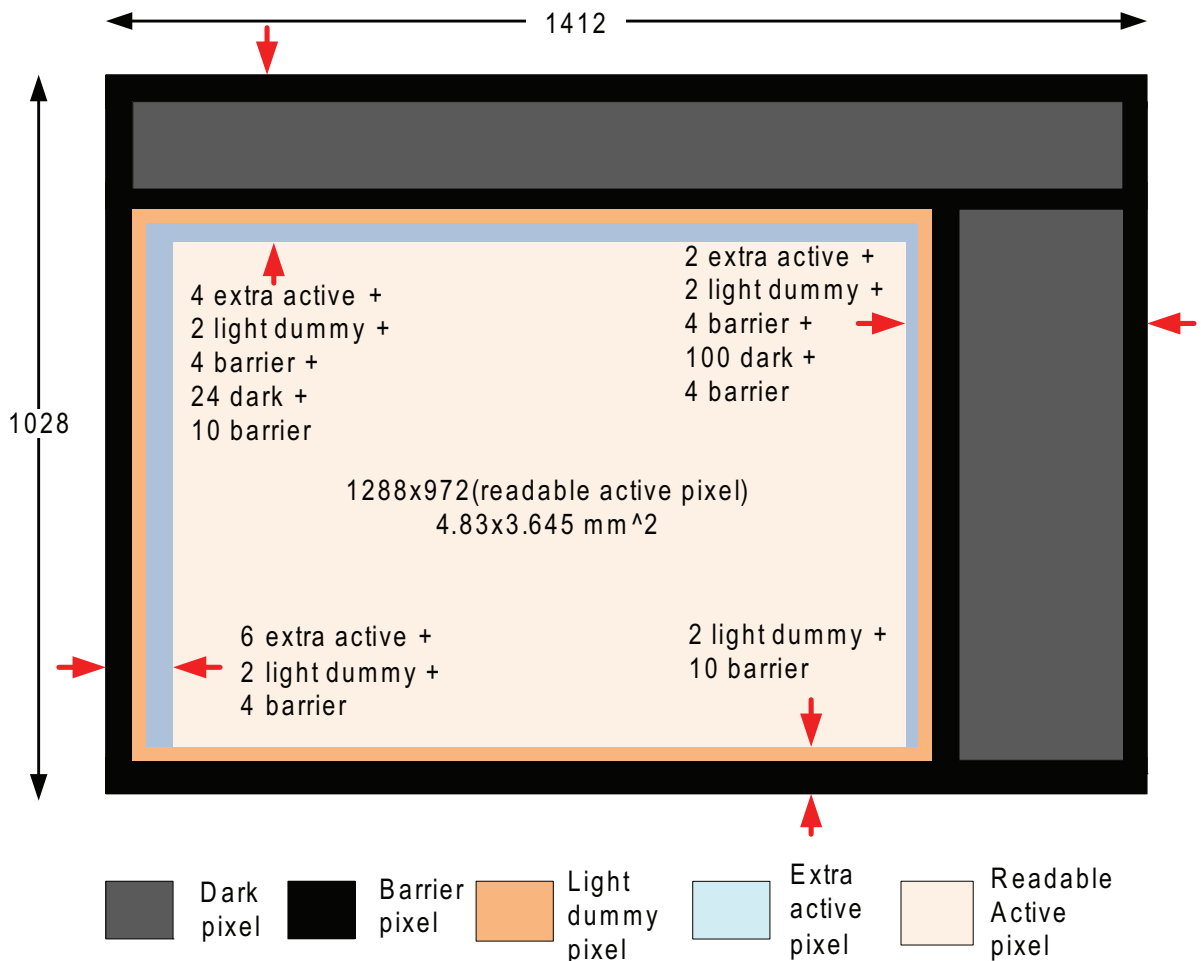 1412
4 extra active +
2 light dummy +
4 barrier +
24 dark +
10 barrier
2 extra active +
2 light dummy +
4 barrier +
100 dark +
4 barrier
1028
1288x972(readable active pixel)
4.83x3.645 mm^2
6 extra active +
2 light dummy +
4 barrier
2 light dummy +
10 barrier
Dark
pixel
Barrier
pixel
Light
dummy
pixel
Extra
active
pixel
Readable
Active
pixel